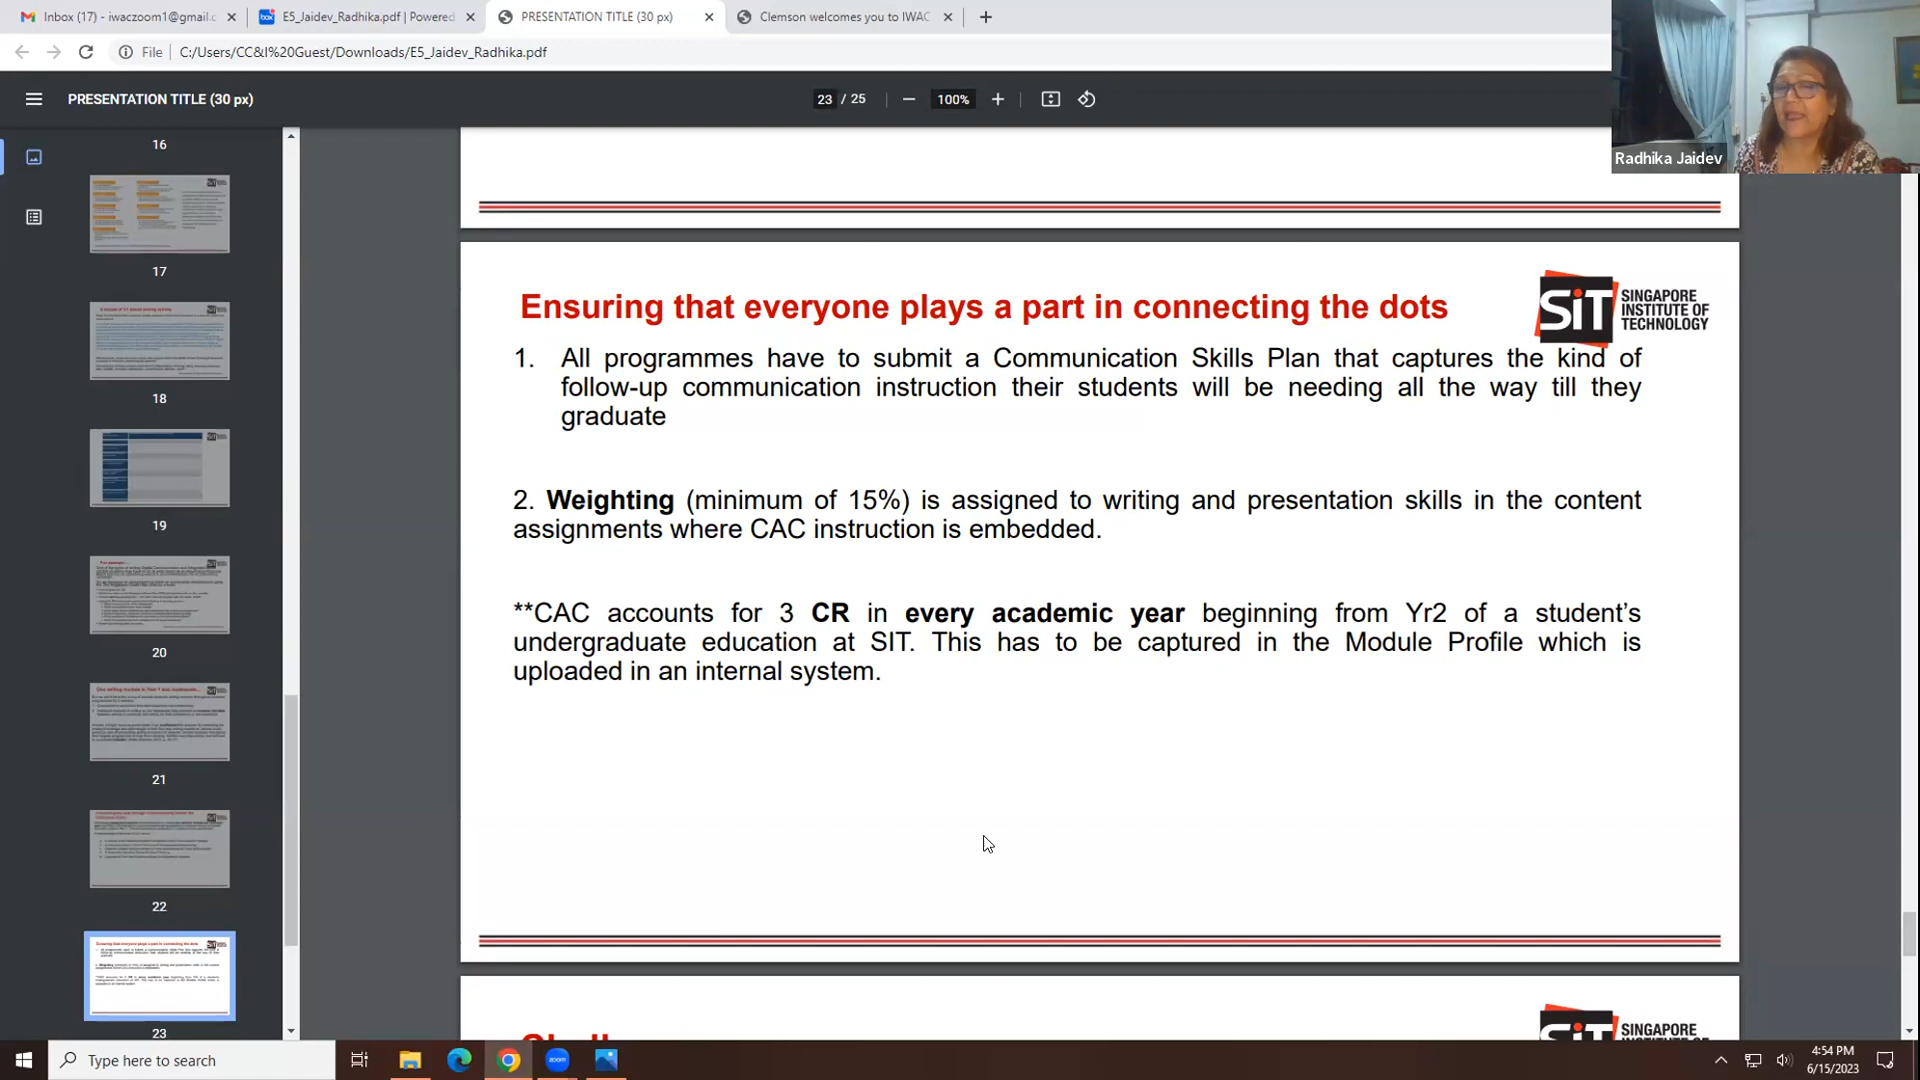 Inbox (17) - iwaczoom1@gmail.c
E5_Jaidev_Radhika.pdf | Powered
PRESENTATION TITLE (30 px)
Clemson welcomes you to IWAC
File
C:/Users/CC&I%20Guest/Downloads/E5_Jaidev_Radhika.pdf
PRESENTATION TITLE (30 px)
23 / 25
100%
Radhika Jaidev
16
17
18
19
20
21
22
23
Ensuring that everyone plays a part in connecting the dots
SiT SINGAPORE
INSTITUTE OF
TECHNOLOGY
1. All programmes have to submit a Communication Skills Plan that captures the kind of
follow-up communication instruction their students will be needing all the way till they
graduate
2. Weighting (minimum of 15%) is assigned to writing and presentation skills in the content
assignments where CAC instruction is embedded.
**CAC accounts for 3 CR in every academic year beginning from Yr2 of a student's
undergraduate education at SIT. This has to be captured in the Module Profile which is
uploaded in an internal system.
SiT SINGAPORE
Type here to search
zoom
4:54 PM
6/15/2023